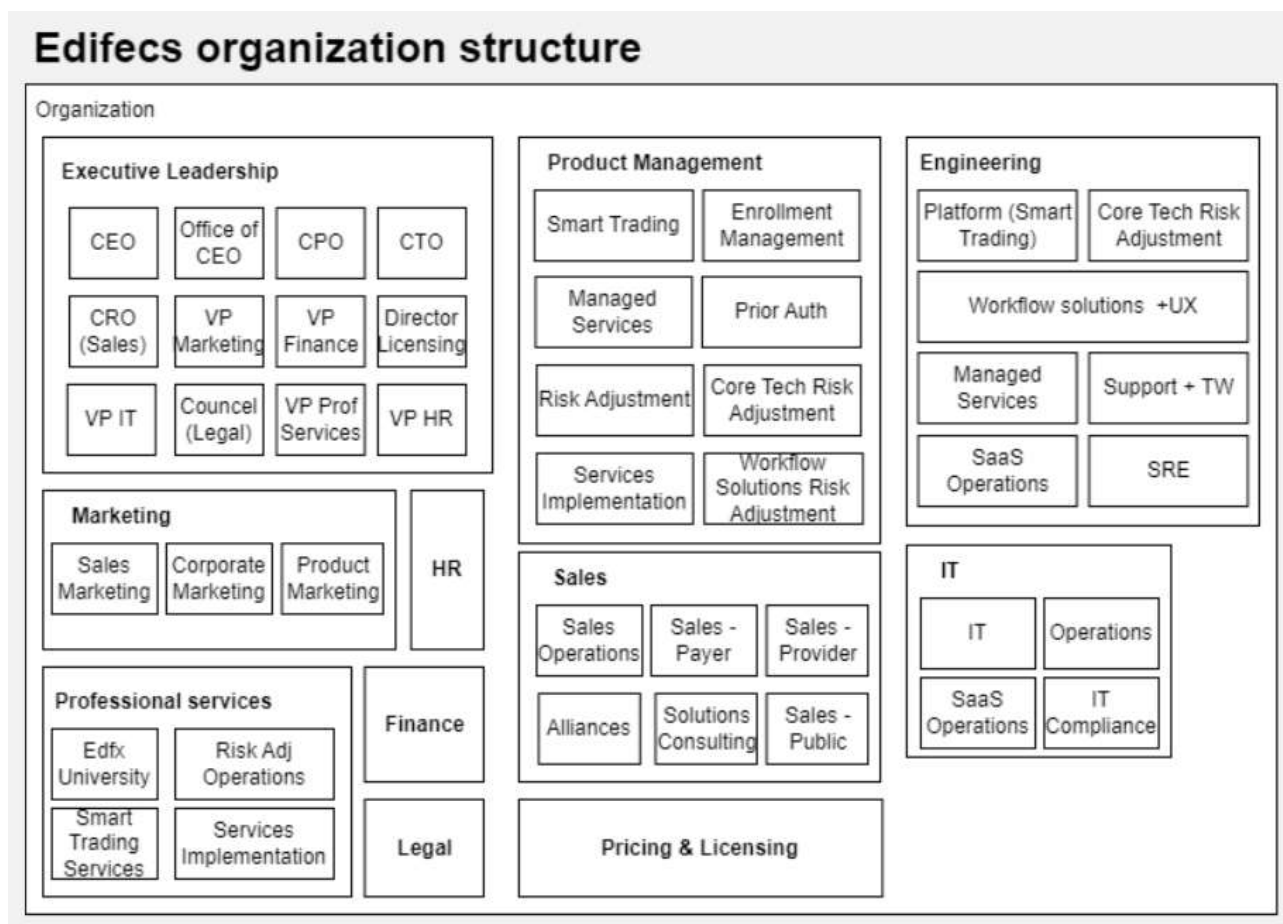 Edifecs organization structure
Organization
Executive Leadership
CEO
Office of
CEO
CPO
CTO
CRO
(Sales)
VP
Marketing
VP
Finance
Director
Licensing
VP IT
Councel
(Legal)
VP Prof
Services
VP HR
Product Management
Smart Trading
Enrollment
Management
Managed
Services
Prior Auth
Risk Adjustment
Core Tech Risk
Adjustment
Services
Implementation
Workflow
Solutions Risk
Adjustment
Engineering
Platform (Smart
Trading)
Core Tech Risk
Adjustment
Workflow solutions +UX
Managed
Services
Support + TW
SaaS
Operations
SRE
Marketing
Sales
Marketing
Corporate
Marketing
Product
Marketing
HR
Sales
Sales
Operations
Sales -
Payer
Sales -
Provider
Alliances
Solutions
Consulting
Sales -
Public
IT
IT
Operations
SaaS
Operations
IT
Compliance
Professional services
Edfx
University
Risk Adj
Operations
Smart
Trading
Services
Services
Implementation
Finance
Legal
Pricing & Licensing